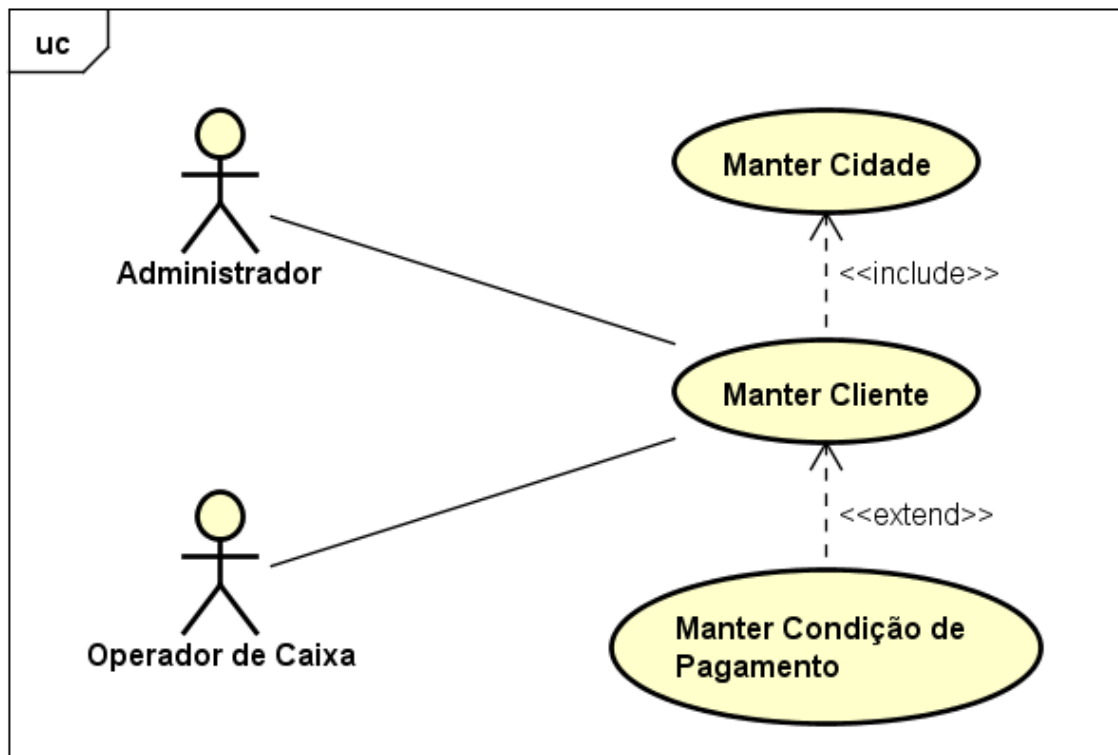 uc
Administrador
Manter Cidade
<<include>>
Manter Cliente
<<extend>>
Operador de Caixa
Manter Condição de
Pagamento